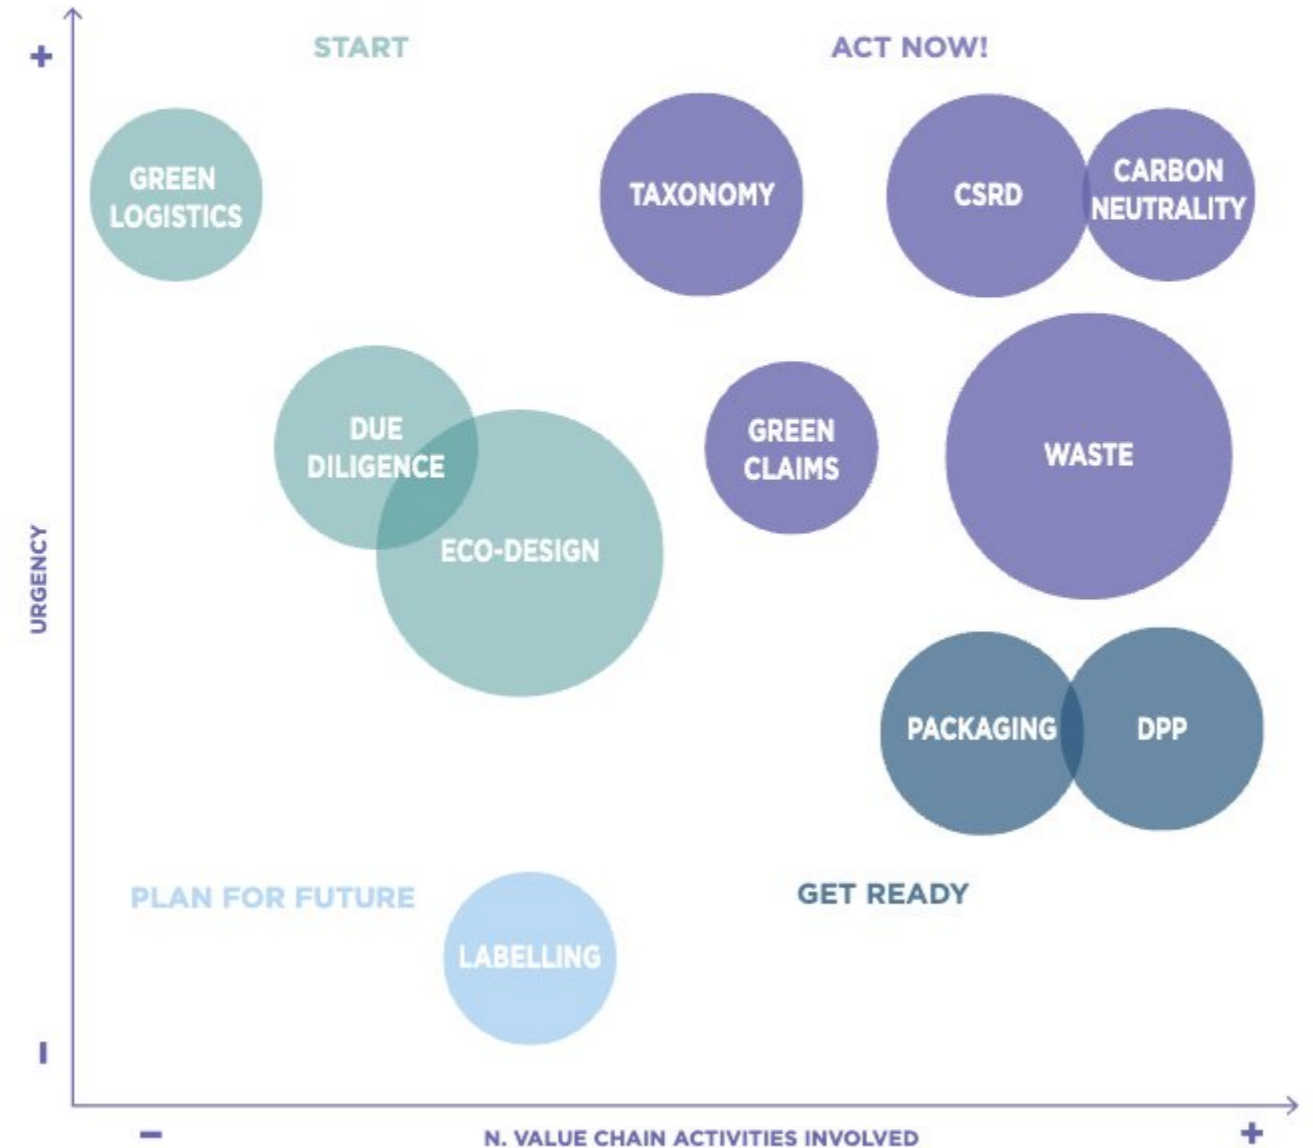 +
START
ACT NOW!
GREEN
LOGISTICS
TAXONOMY
CSRD
CARBON
NEUTRALITY
DUE
DILIGENCE
GREEN
CLAIMS
WASTE
ECO-DESIGN
URGENCY
PACKAGING
DPP
PLAN FOR FUTURE
GET READY
LABELLING
-
-
N. VALUE CHAIN ACTIVITIES INVOLVED
+